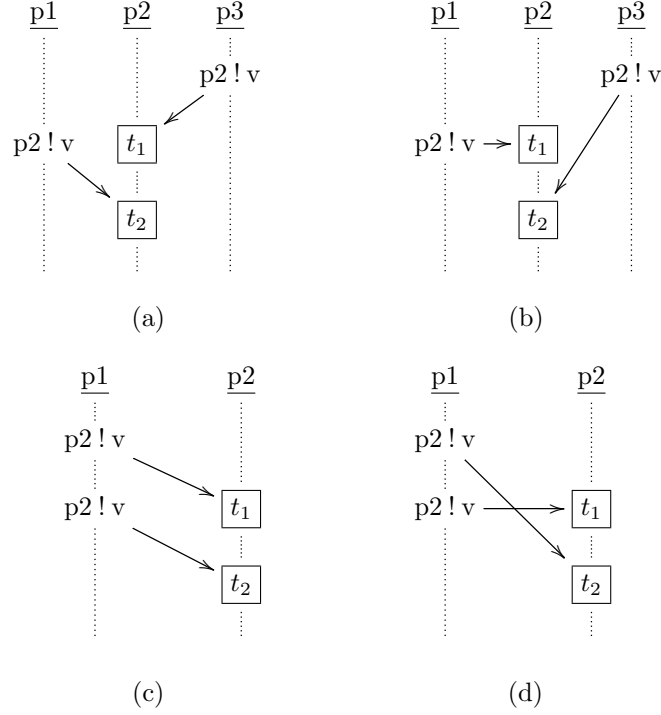 p1 p2 p3 p1 p2 p3
p2 ! v p2 ! v
p2 ! v t₁ p2 ! v t₁
t₂ t₂
(a) (b)
p1 p2 p1 p2
p2 ! v p2 ! v
p2 ! v t₁ p2 ! v t₁
t₂ t₂
(c) (d)